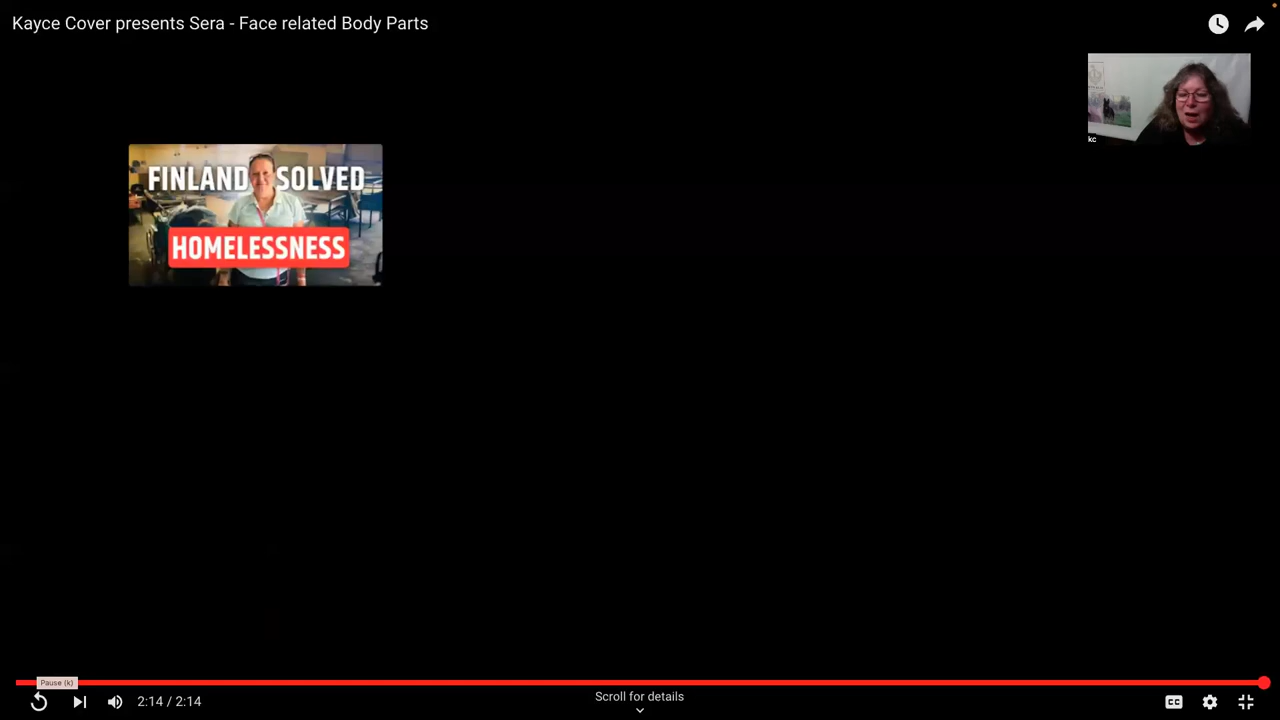 Kayce Cover presents Sera - Face related Body Parts
FINLAND SOLVED
HOMELESSNESS
kc
Pause (k)
2:14 / 2:14
Scroll for details
CC